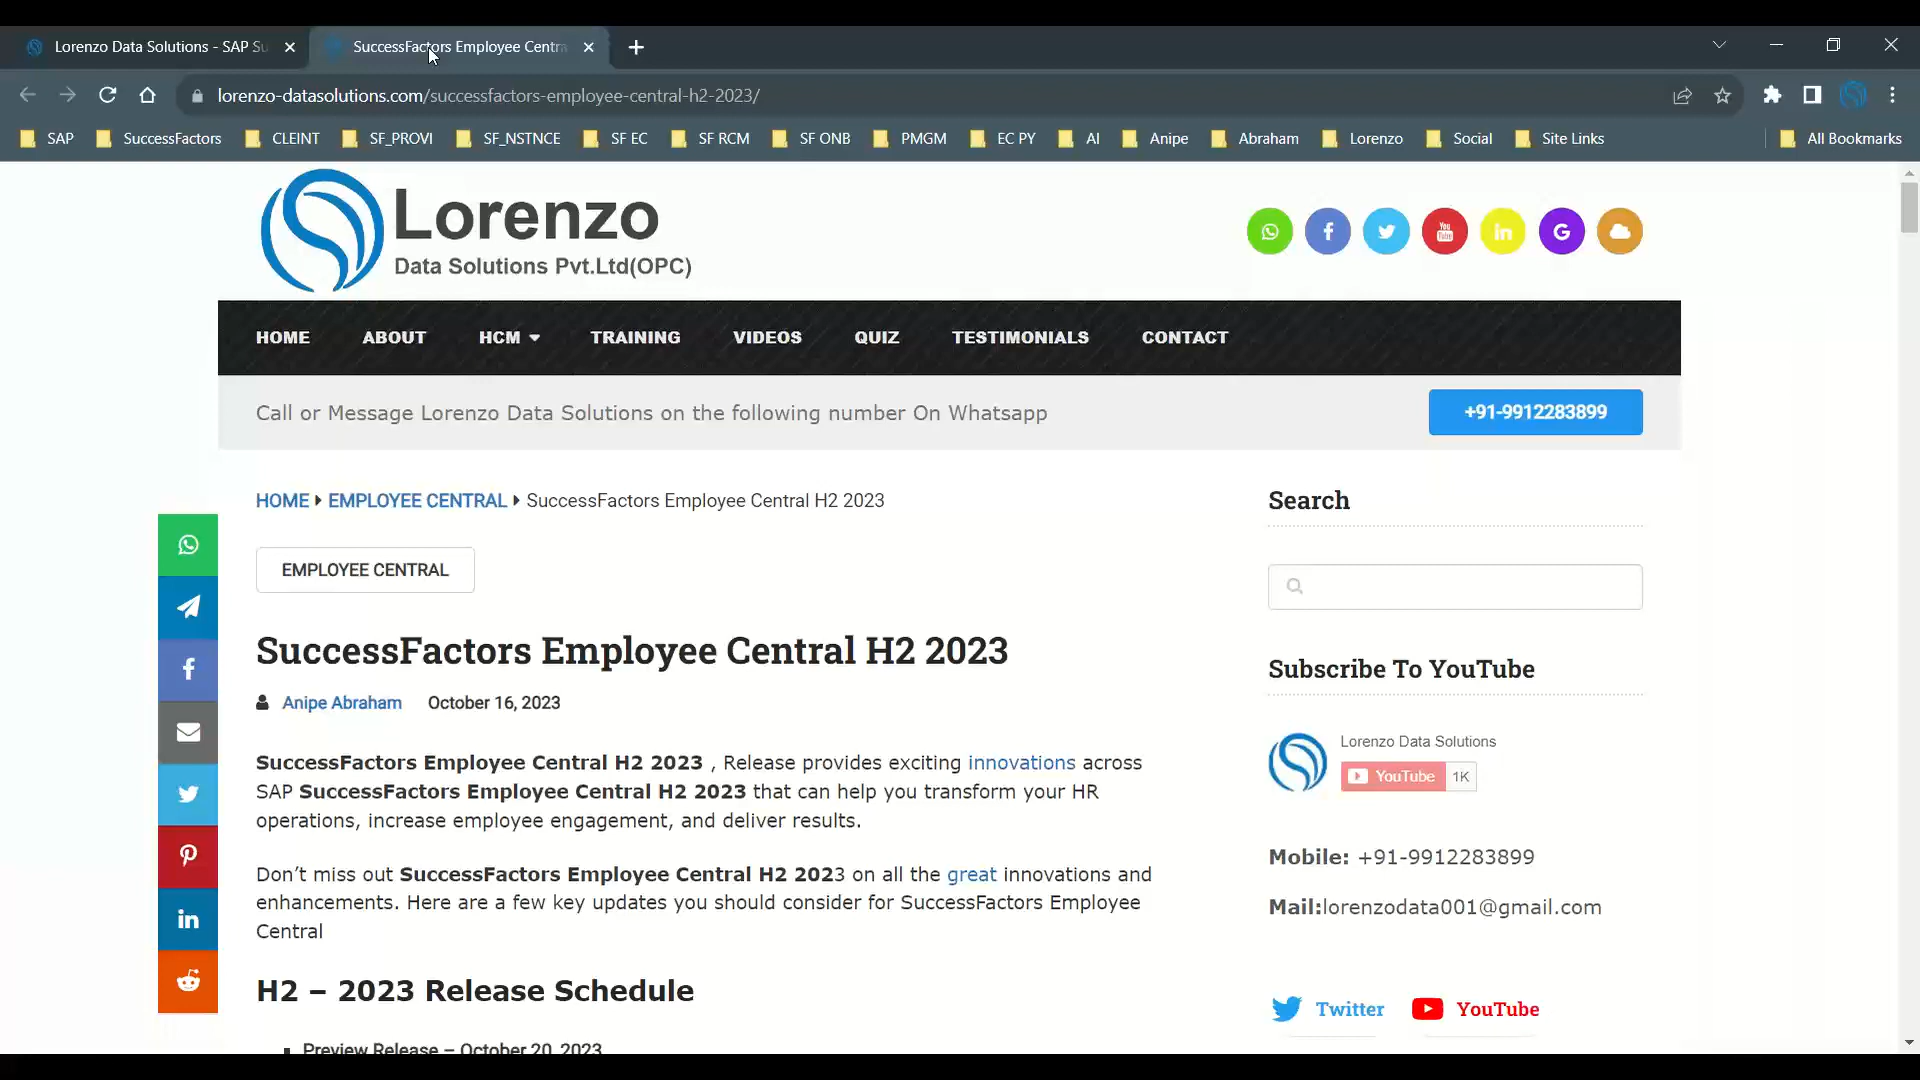 Lorenzo Data Solutions - SAP Su
SuccessFactors Employee Centra
lorenzo-datasolutions.com/successfactors-employee-central-h2-2023/
SAP SuccessFactors CLEINT SF_PROVI SF_NSTNCE SF EC SF RCM SF ONB PMGM EC PY AI Anipe Abraham Lorenzo Social Site Links All Bookmarks
Lorenzo
Data Solutions Pvt.Ltd(OPC)
You
Tube
in
G
HOME ABOUT HCM TRAINING VIDEOS QUIZ TESTIMONIALS CONTACT
Call or Message Lorenzo Data Solutions on the following number On Whatsapp
+91-9912283899
HOME EMPLOYEE CENTRAL SuccessFactors Employee Central H2 2023
EMPLOYEE CENTRAL
SuccessFactors Employee Central H2 2023
Anipe Abraham October 16, 2023
SuccessFactors Employee Central H2 2023 , Release provides exciting innovations across
SAP SuccessFactors Employee Central H2 2023 that can help you transform your HR
operations, increase employee engagement, and deliver results.
Don’t miss out SuccessFactors Employee Central H2 2023 on all the great innovations and
enhancements. Here are a few key updates you should consider for SuccessFactors Employee
Central
H2 – 2023 Release Schedule
Preview Release – October 20, 2023
Search
Subscribe To YouTube
Lorenzo Data Solutions
YouTube 1K
Mobile: +91-9912283899
Mail:lorenzodata001@gmail.com
Twitter YouTube